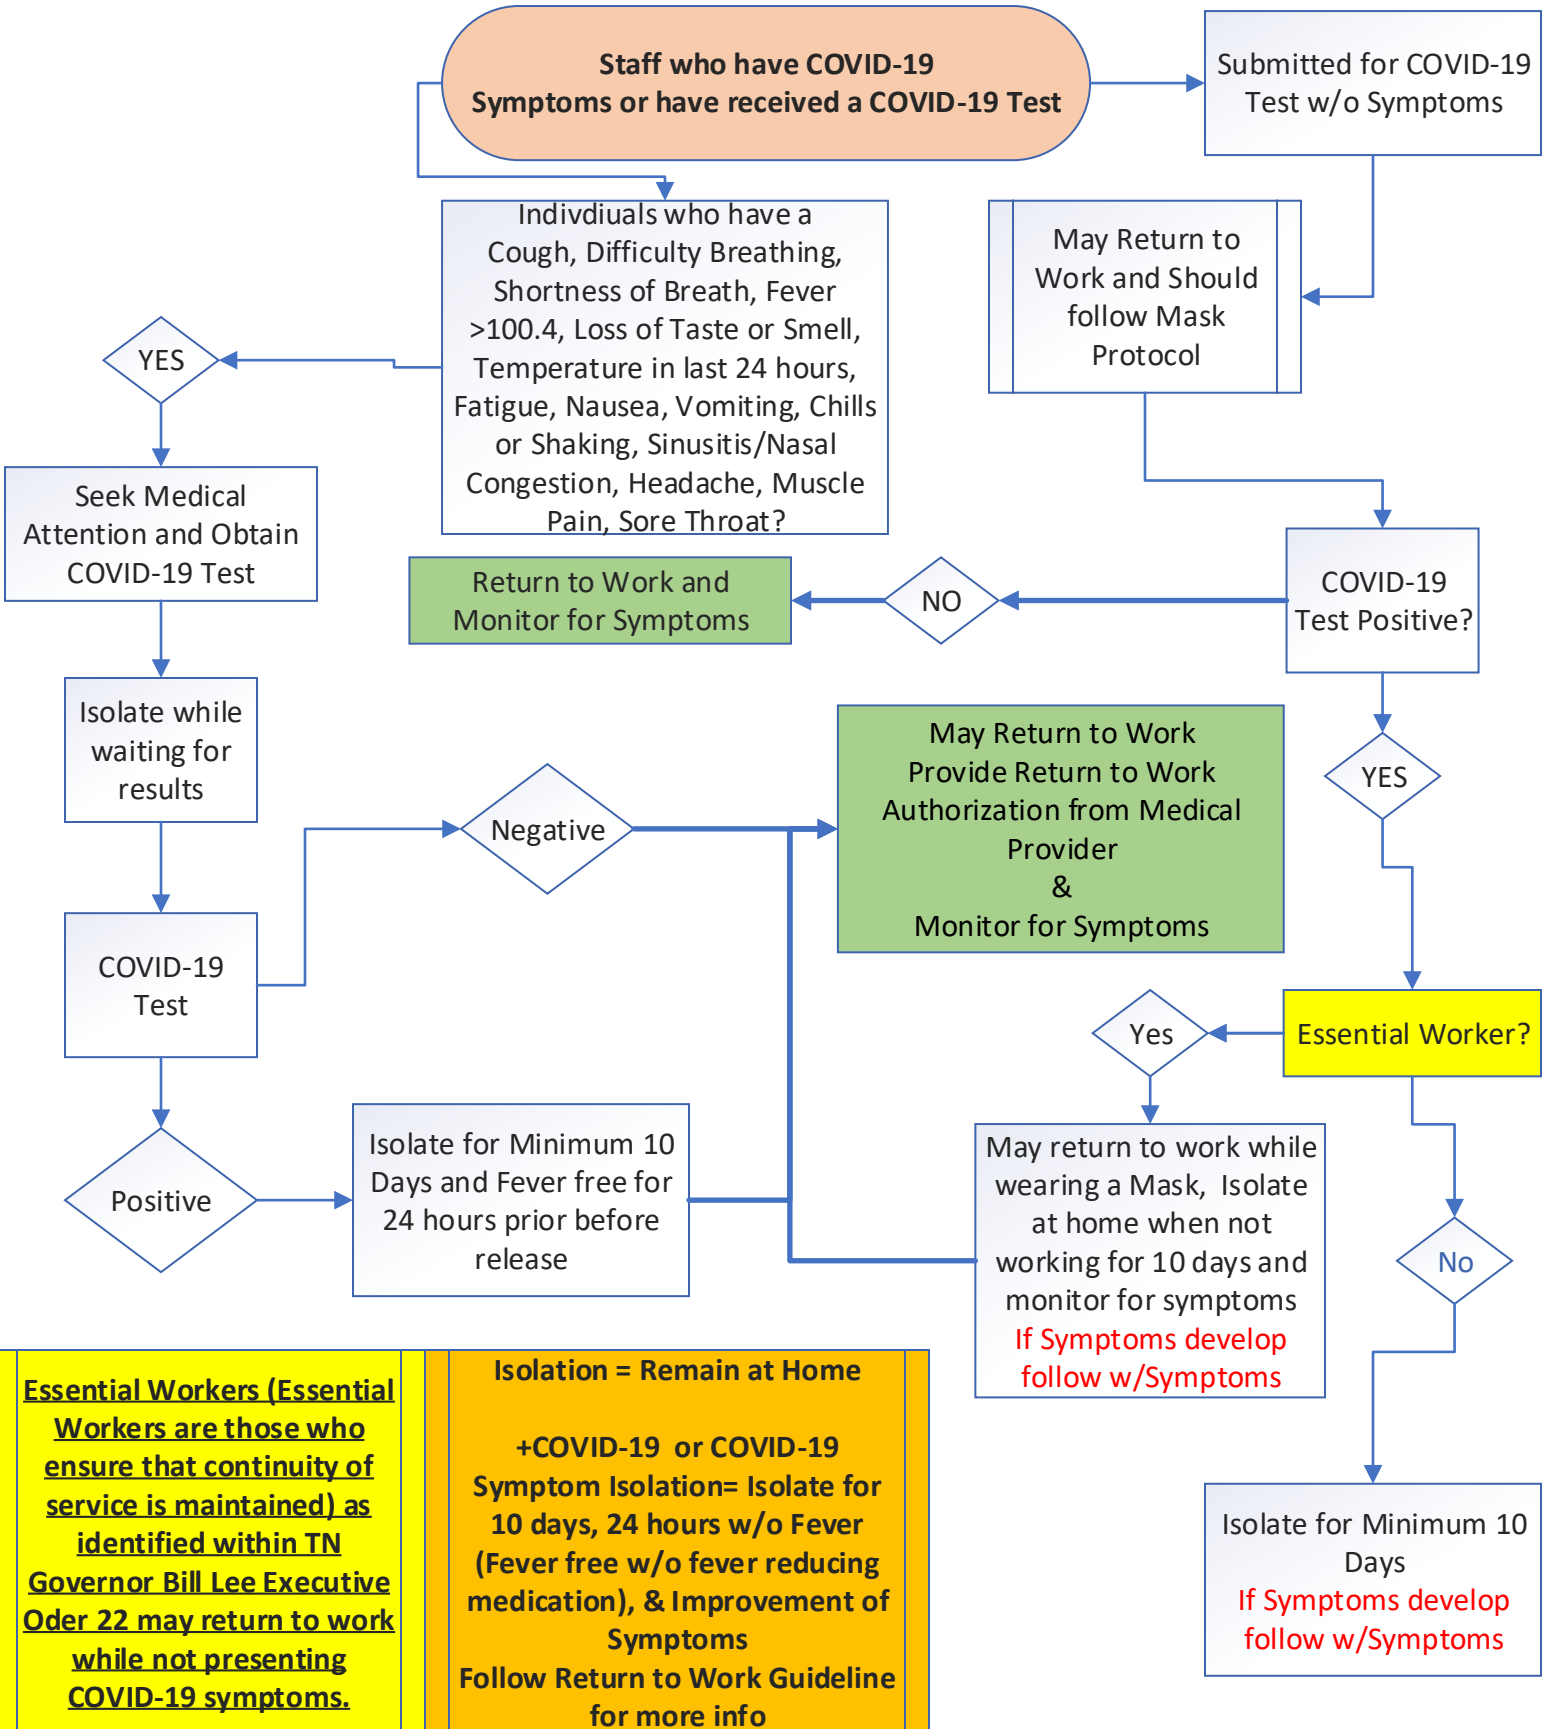 Staff who have COVID-19
Symptoms or have received a COVID-19 Test
Submitted for COVID-19
Test w/o Symptoms
Indivdiuals who have a
Cough, Difficulty Breathing,
Shortness of Breath, Fever
>100.4, Loss of Taste or Smell,
Temperature in last 24 hours,
Fatigue, Nausea, Vomiting, Chills
or Shaking, Sinusitis/Nasal
Congestion, Headache, Muscle
Pain, Sore Throat?
May Return to
Work and Should
follow Mask
Protocol
YES
Seek Medical
Attention and Obtain
COVID-19 Test
Return to Work and
Monitor for Symptoms
NO
COVID-19
Test Positive?
Isolate while
waiting for
results
Negative
May Return to Work
Provide Return to Work
Authorization from Medical
Provider
&
Monitor for Symptoms
YES
COVID-19
Test
Yes
Essential Worker?
Positive
Isolate for Minimum 10
Days and Fever free for
24 hours prior before
release
May return to work while
wearing a Mask, Isolate
at home when not
working for 10 days and
monitor for symptoms
If Symptoms develop
follow w/Symptoms
No
Essential Workers (Essential
Workers are those who
ensure that continuity of
service is maintained) as
identified within TN
Governor Bill Lee Executive
Oder 22 may return to work
while not presenting
COVID-19 symptoms.
Isolation = Remain at Home
+COVID-19 or COVID-19
Symptom Isolation= Isolate for
10 days, 24 hours w/o Fever
(Fever free w/o fever reducing
medication), & Improvement of
Symptoms
Follow Return to Work Guideline
for more info
Isolate for Minimum 10
Days
If Symptoms develop
follow w/Symptoms